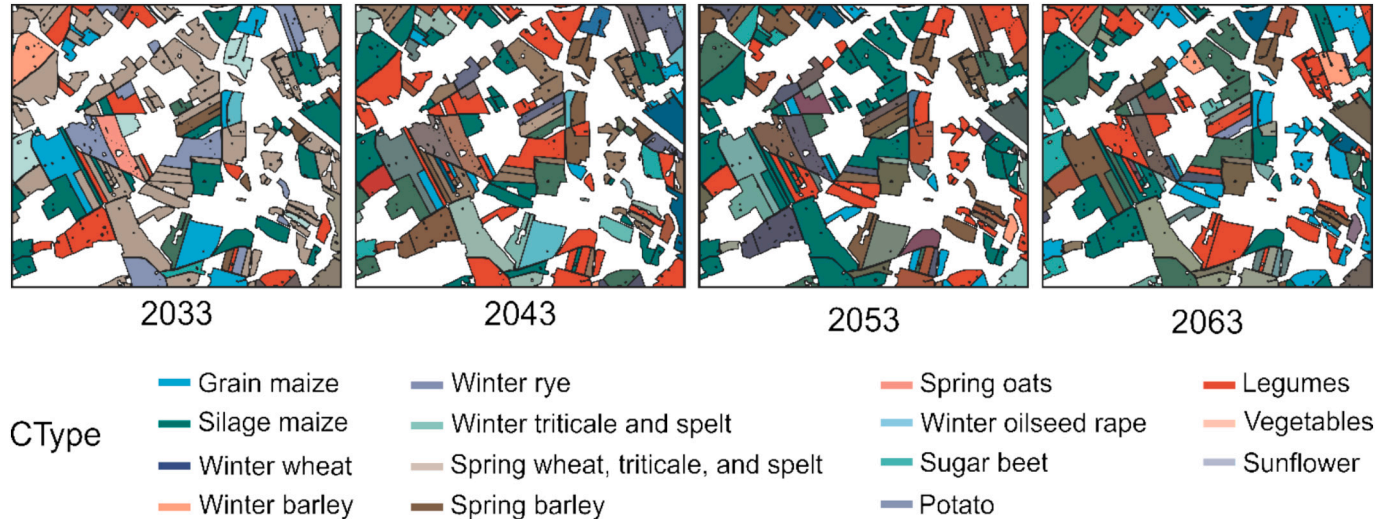 2033 2043 2053 2063
Grain maize Winter rye Spring oats Legumes
Silage maize Winter triticale and spelt Winter oilseed rape Vegetables
CType
Winter wheat Spring wheat, triticale, and spelt Sugar beet Sunflower
Winter barley Spring barley Potato